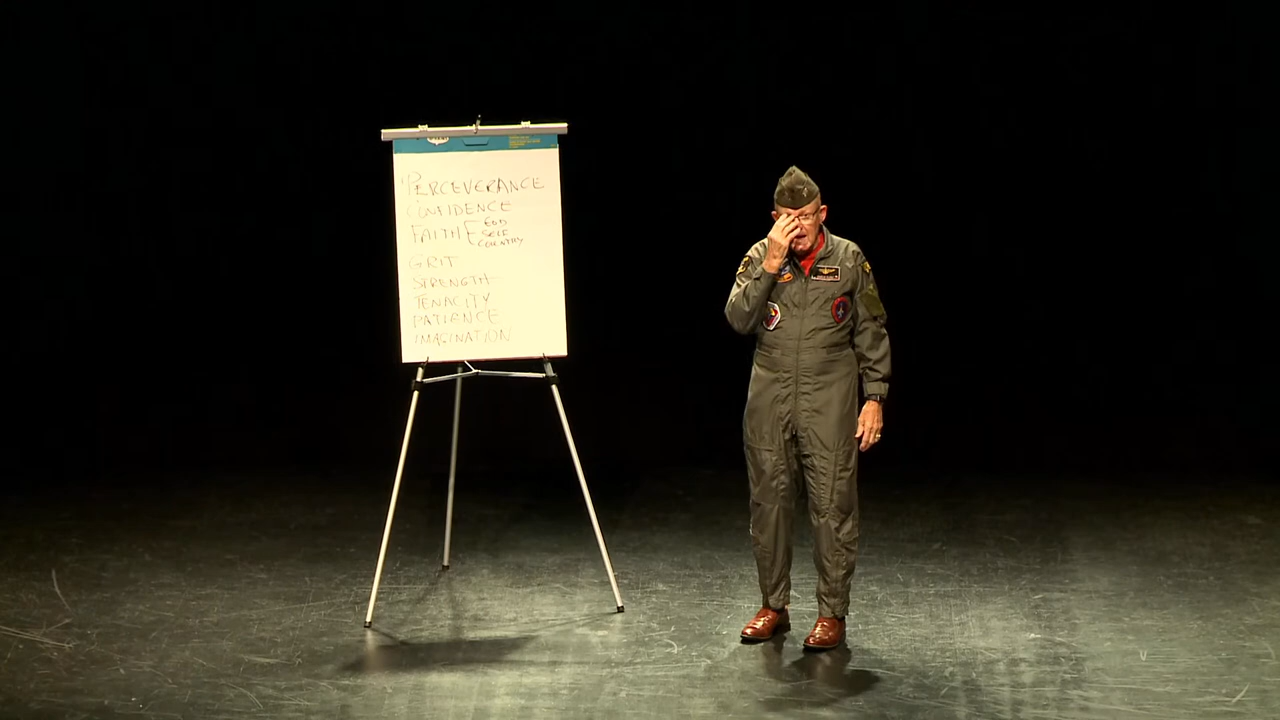 PERCEVERANCE
CONFIDENCE
FAITH GOD
SELF
COUNTRY
GRIT
STRENGTH
TENACITY
PATIENCE
IMAGINATION